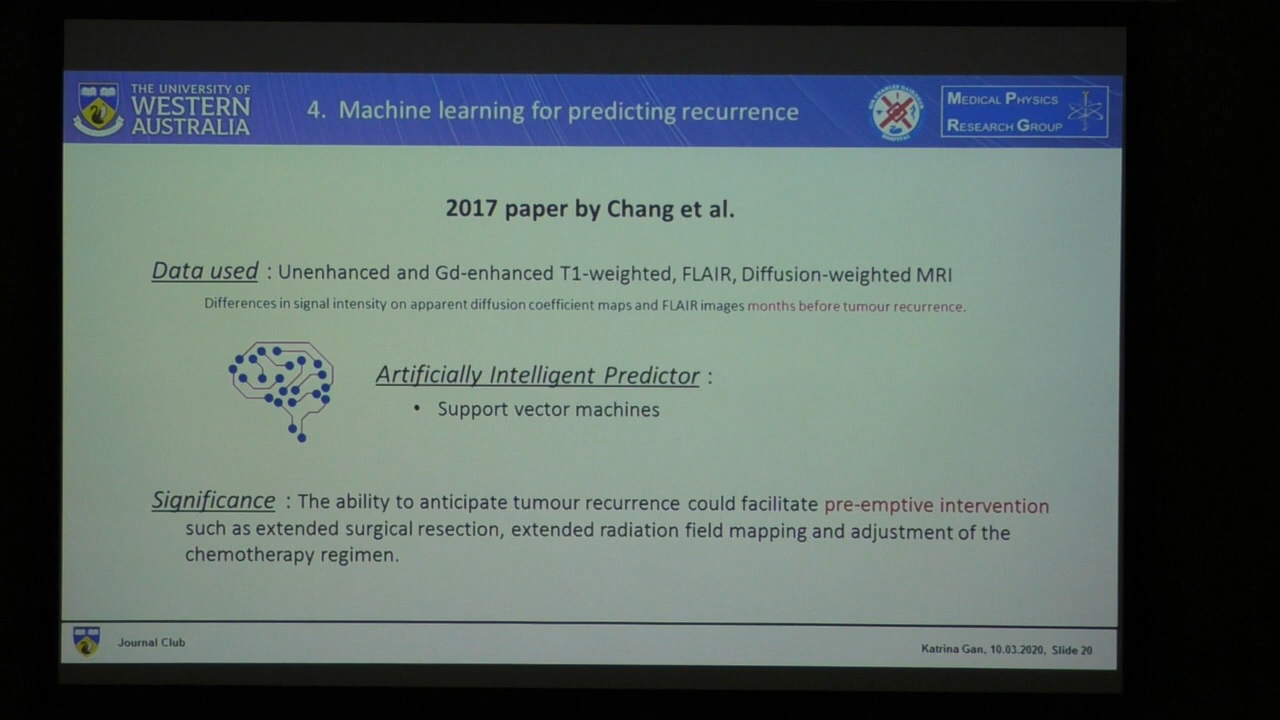 THE UNIVERSITY OF
WESTERN
AUSTRALIA
4. Machine learning for predicting recurrence
MEDICAL PHYSICS
RESEARCH GROUP
2017 paper by Chang et al.
Data used : Unenhanced and Gd-enhanced T1-weighted, FLAIR, Diffusion-weighted MRI
Differences in signal intensity on apparent diffusion coefficient maps and FLAIR images months before tumour recurrence.
Artificially Intelligent Predictor :
• Support vector machines
Significance : The ability to anticipate tumour recurrence could facilitate pre-emptive intervention
such as extended surgical resection, extended radiation field mapping and adjustment of the
chemotherapy regimen.
Journal Club
Katrina Gan, 10.03.2020, Slide 20